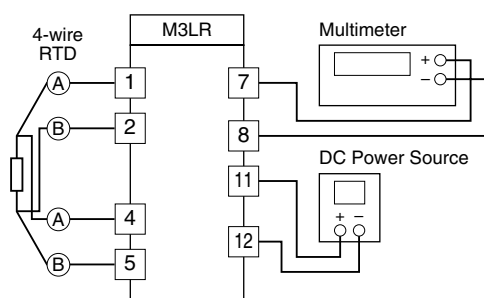 4-wire
RTD
M3LR
Multimeter
A
1
7
+
−
B
2
8
DC Power Source
11
+ −
A
4
12
B
5